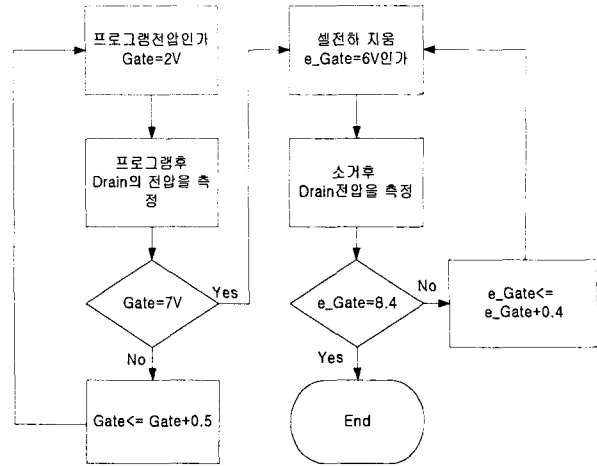 프로그램전압인가
Gate=2V
프로그램후
Drain의 전압을 측
정
Gate=7V
Yes
No
Gate<= Gate+0.5
셀전하 지움
e_Gate=6V인가
소거후
Drain전압을 측정
e_Gate=8.4
No
Yes
e_Gate<=
e_Gate+0.4
End